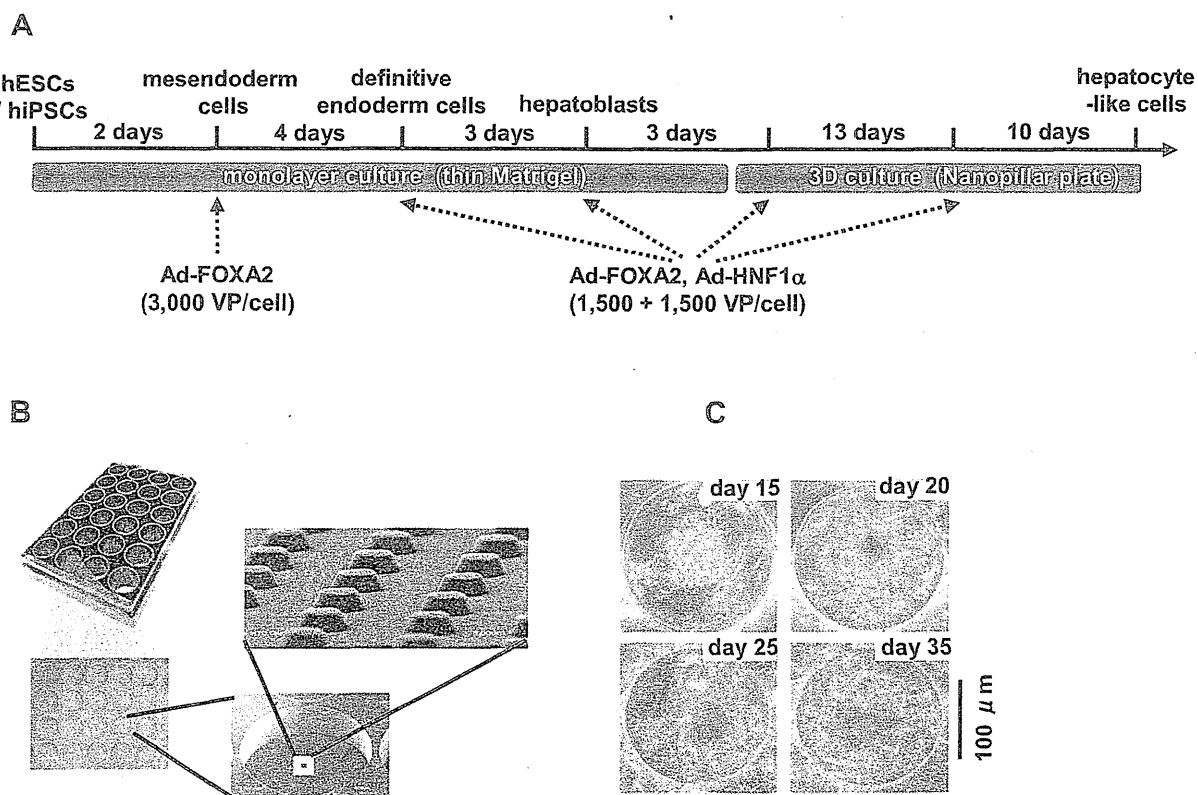 A
hESCs
/ hiPSCs
mesendoderm
cells
definitive
endoderm cells
hepatoblasts
hepatocyte
-like cells
2 days
4 days
3 days
3 days
13 days
10 days
monolayer culture (thin Matrigel)
3D culture (Nanopillar plate)
Ad-FOXA2
(3,000 VP/cell)
Ad-FOXA2, Ad-HNF1α
(1,500 + 1,500 VP/cell)
B
C
day 15
day 20
day 25
day 35
100 μm